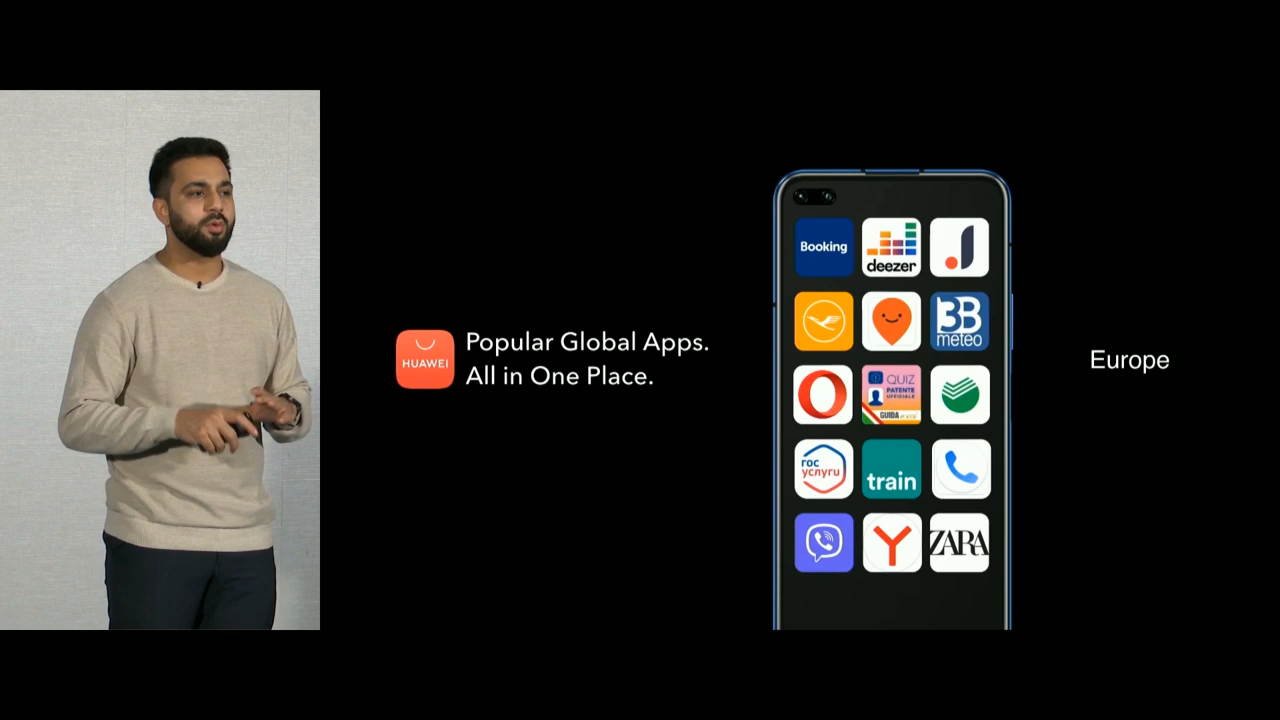 HUAWEI
Popular Global Apps.
All in One Place.
Booking
deezer
3B
meteo
QUIZ
PATENTE
UFFICIALE
GUIDA
гос
услуги
train
ZARA
Europe